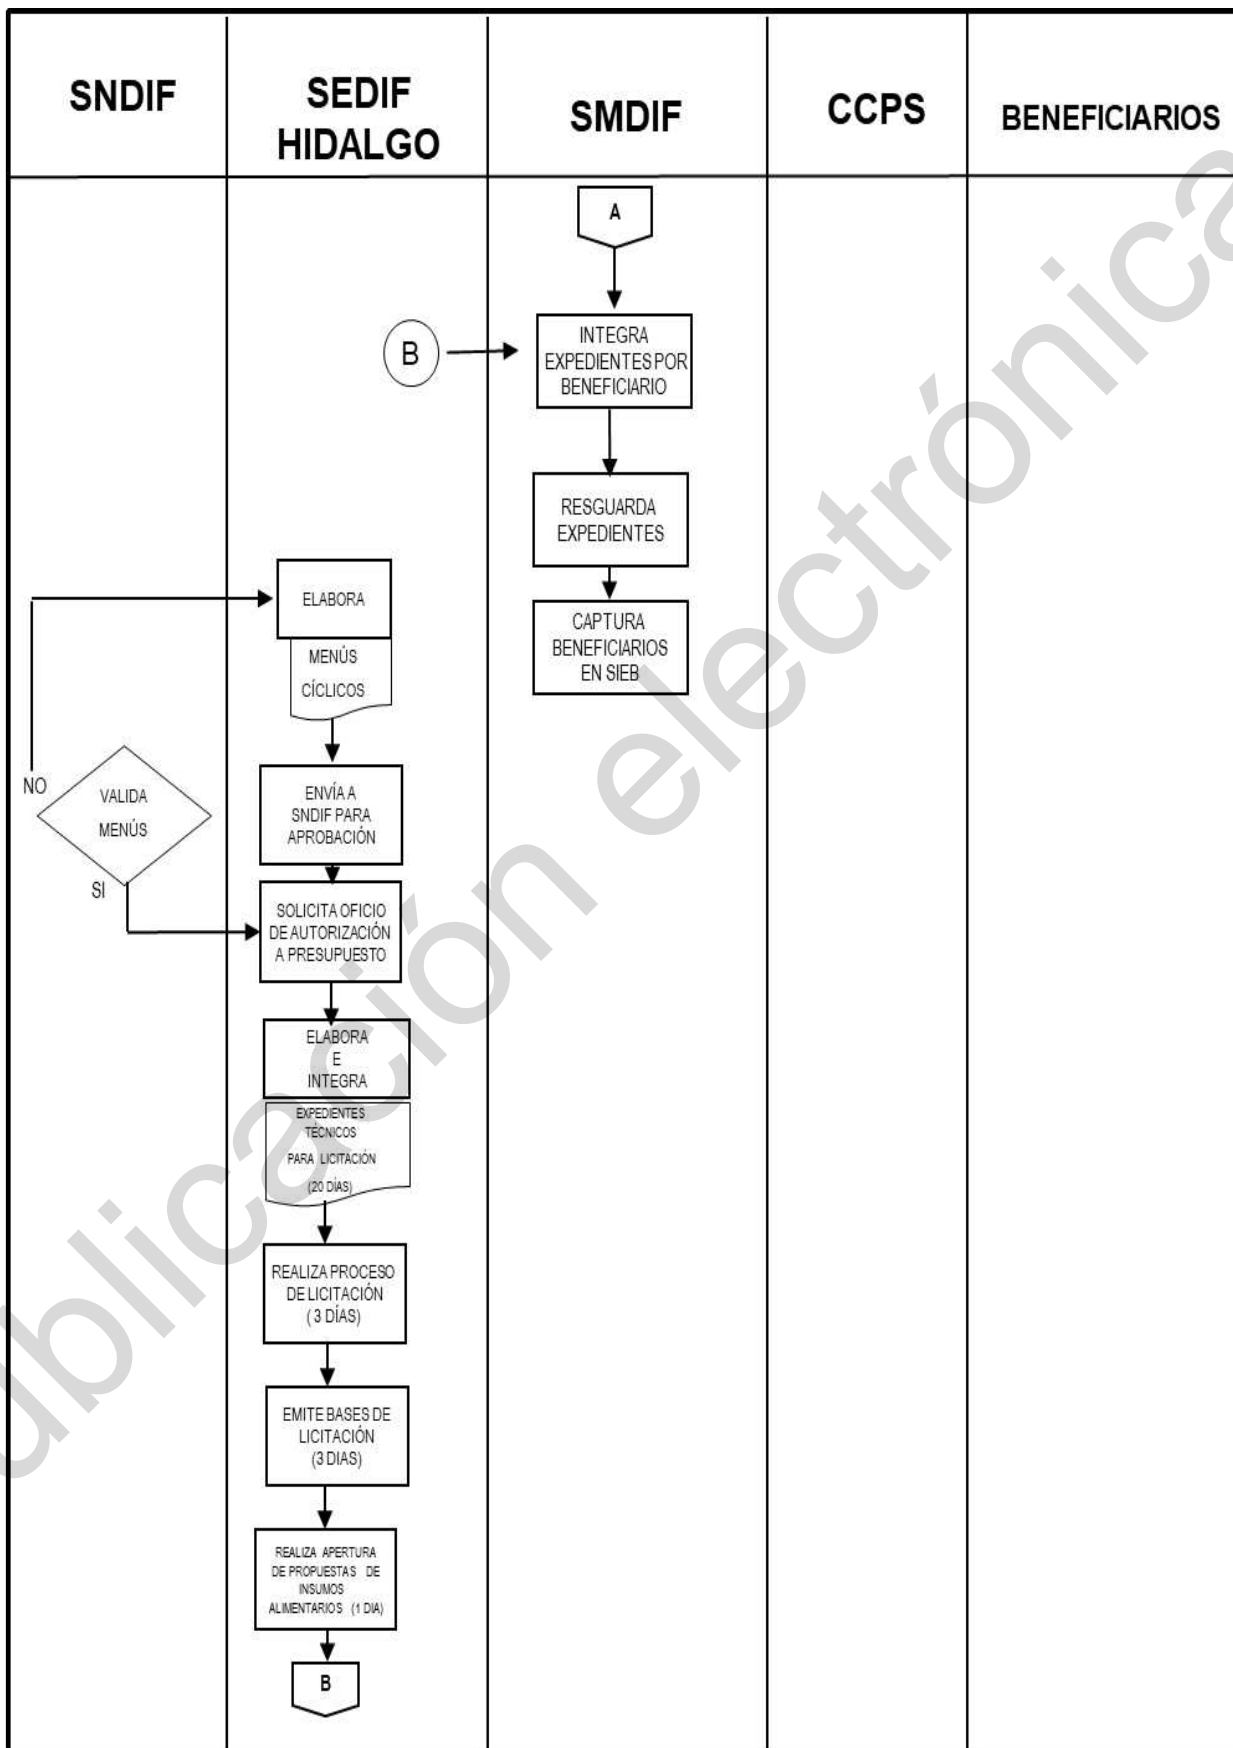 SNDIF
SEDIF
HIDALGO
SMDIF
CCPS
BENEFICIARIOS
A
B
INTEGRA
EXPEDIENTES POR
BENEFICIARIO
RESGUARDA
EXPEDIENTES
CAPTURA
BENEFICIARIOS
EN SIEB
ELABORA
MENÚS
CÍCLICOS
NO
VALIDA
MENÚS
SI
ENVÍA A
SNDIF PARA
APROBACIÓN
SOLICITA OFICIO
DE AUTORIZACIÓN
A PRESUPUESTO
ELABORA
E
INTEGRA
EXPEDIENTES
TÉCNICOS
PARA LICITACIÓN
(20 DÍAS)
REALIZA PROCESO
DE LICITACIÓN
( 3 DÍAS)
EMITE BASES DE
LICITACIÓN
(3 DIAS)
REALIZA APERTURA
DE PROPUESTAS DE
INSUMOS
ALIMENTARIOS (1 DIA)
B
ublicación electrónica